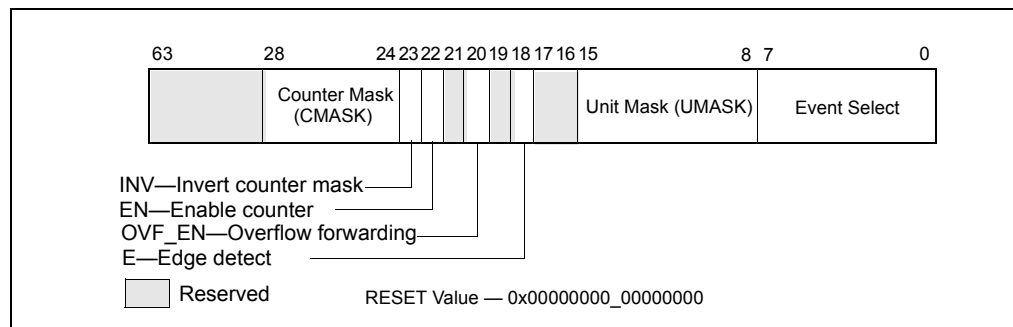 63 28 24 23 22 21 20 19 18 17 16 15 8 7 0
Counter Mask
(CMASK)
Unit Mask (UMASK)
Event Select
INV—Invert counter mask
EN—Enable counter
OVF_EN—Overflow forwarding
E—Edge detect
Reserved
RESET Value — 0x00000000_00000000